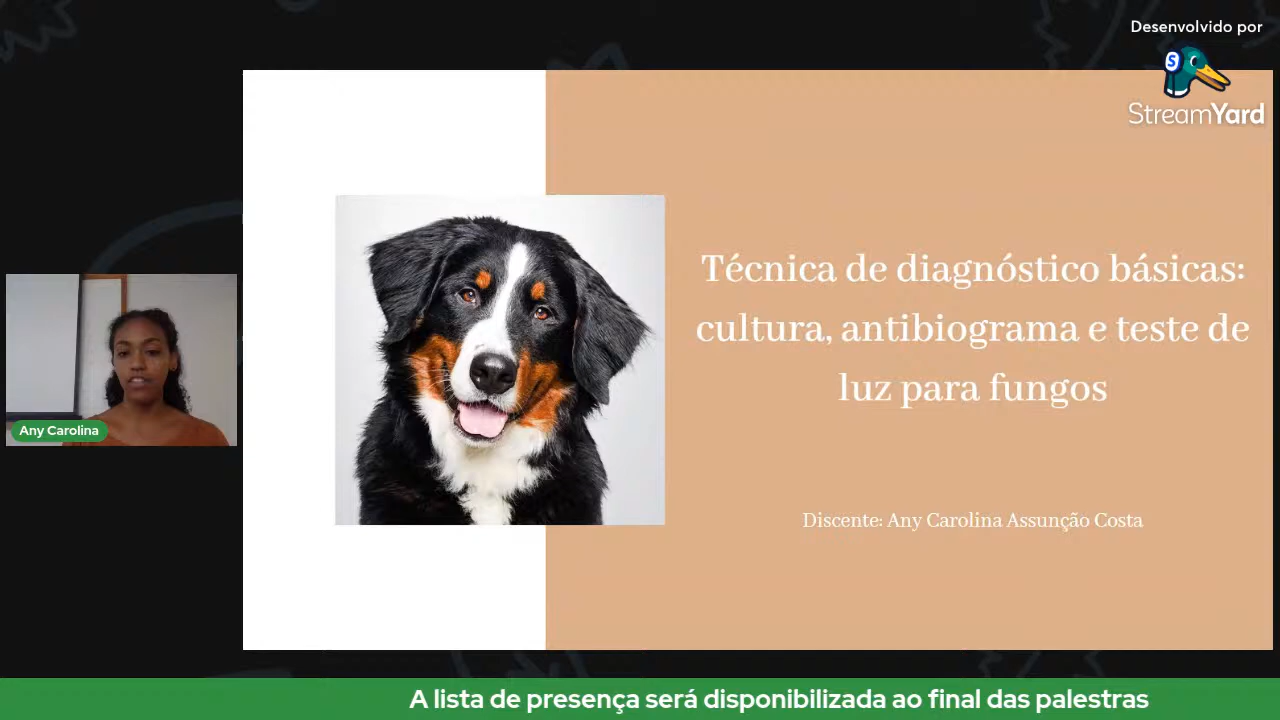 Desenvolvido por
S
StreamYard
Técnica de diagnóstico básicas:
cultura, antibiograma e teste de
luz para fungos
Discente: Any Carolina Assunção Costa
Any Carolina
A lista de presença será disponibilizada ao final das palestras